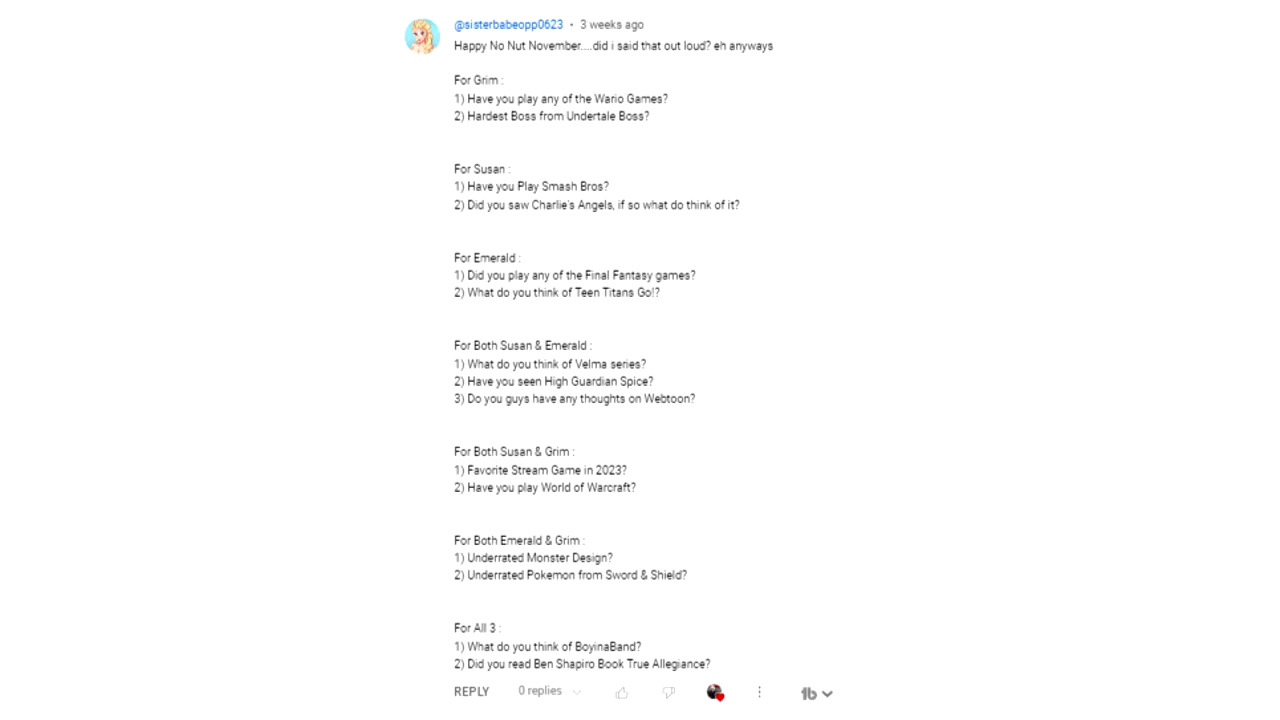 @sisterbabeopp0623 • 3 weeks ago
Happy No Nut November....did i said that out loud? eh anyways
For Grim :
1) Have you play any of the Wario Games?
2) Hardest Boss from Undertale Boss?
For Susan :
1) Have you Play Smash Bros?
2) Did you saw Charlie's Angels, if so what do think of it?
For Emerald :
1) Did you play any of the Final Fantasy games?
2) What do you think of Teen Titans Go!?
For Both Susan & Emerald :
1) What do you think of Velma series?
2) Have you seen High Guardian Spice?
3) Do you guys have any thoughts on Webtoon?
For Both Susan & Grim :
1) Favorite Stream Game in 2023?
2) Have you play World of Warcraft?
For Both Emerald & Grim :
1) Underrated Monster Design?
2) Underrated Pokemon from Sword & Shield?
For All 3 :
1) What do you think of BoyinaBand?
2) Did you read Ben Shapiro Book True Allegiance?
REPLY 0 replies